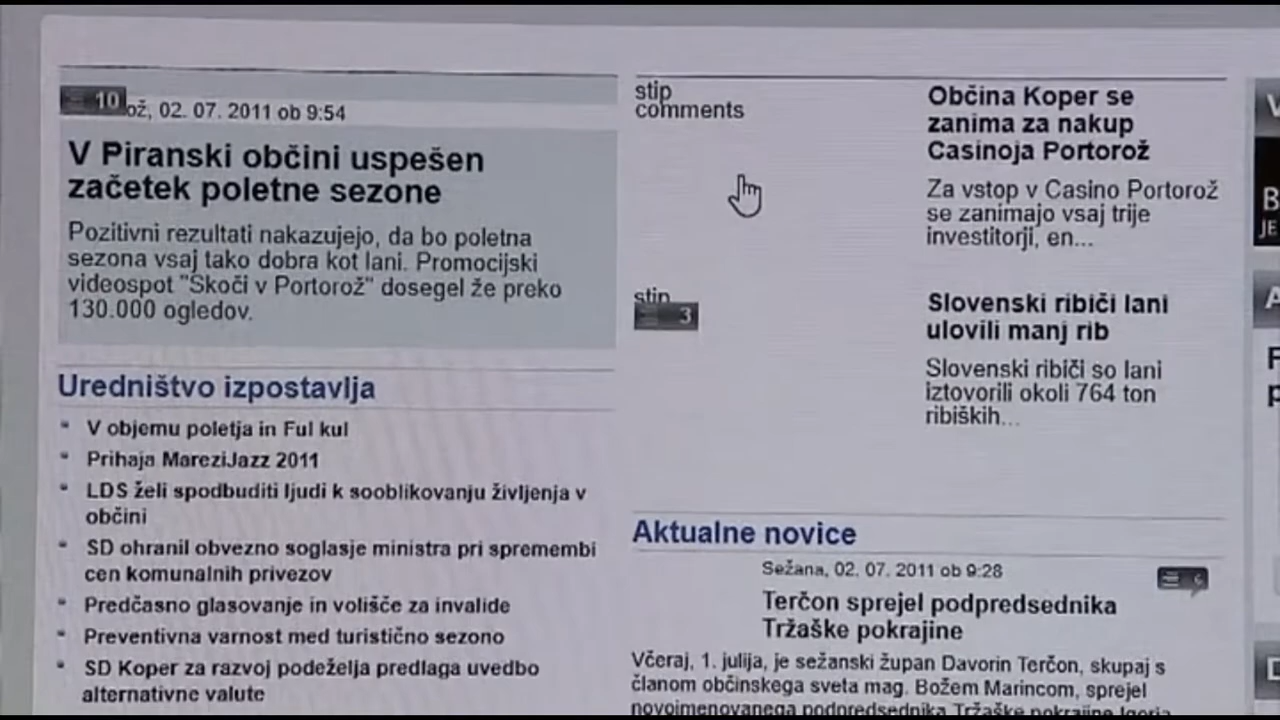 10
ož, 02. 07. 2011 ob 9:54
V Piranski občini uspešen
začetek poletne sezone
Pozitivni rezultati nakazujejo, da bo poletna
sezona vsaj tako dobra kot lani. Promocijski
videospot "Skoči v Portorož" dosegel že preko
130.000 ogledov.
Uredništvo izpostavlja
V objemu poletja in Ful kul
Prihaja MareziJazz 2011
LDS želi spodbuditi ljudi k sooblikovanju življenja v
občini
SD ohranil obvezno soglasje ministra pri spremembi
cen komunalnih privezov
Predčasno glasovanje in volišče za invalide
Preventivna varnost med turistično sezono
SD Koper za razvoj podeželja predlaga uvedbo
alternativne valute
stip
comments
Občina Koper se
zanima za nakup
Casinoja Portorož
Za vstop v Casino Portorož
se zanimajo vsaj trije
investitorji, en...
stip
3
Slovenski ribiči lani
ulovili manj rib
Slovenski ribiči so lani
iztovorili okoli 764 ton
ribiških...
Aktualne novice
Sežana, 02. 07. 2011 ob 9:28
6
Terčon sprejel podpredsednika
Tržaške pokrajine
Včeraj, 1. julija, je sežanski župan Davorin Terčon, skupaj s
članom občinskega sveta mag. Božem Marincom, sprejel
novoimenovanega podpredsednika Tržaške pokrajine Igorja
V
B
JE
A
F
p